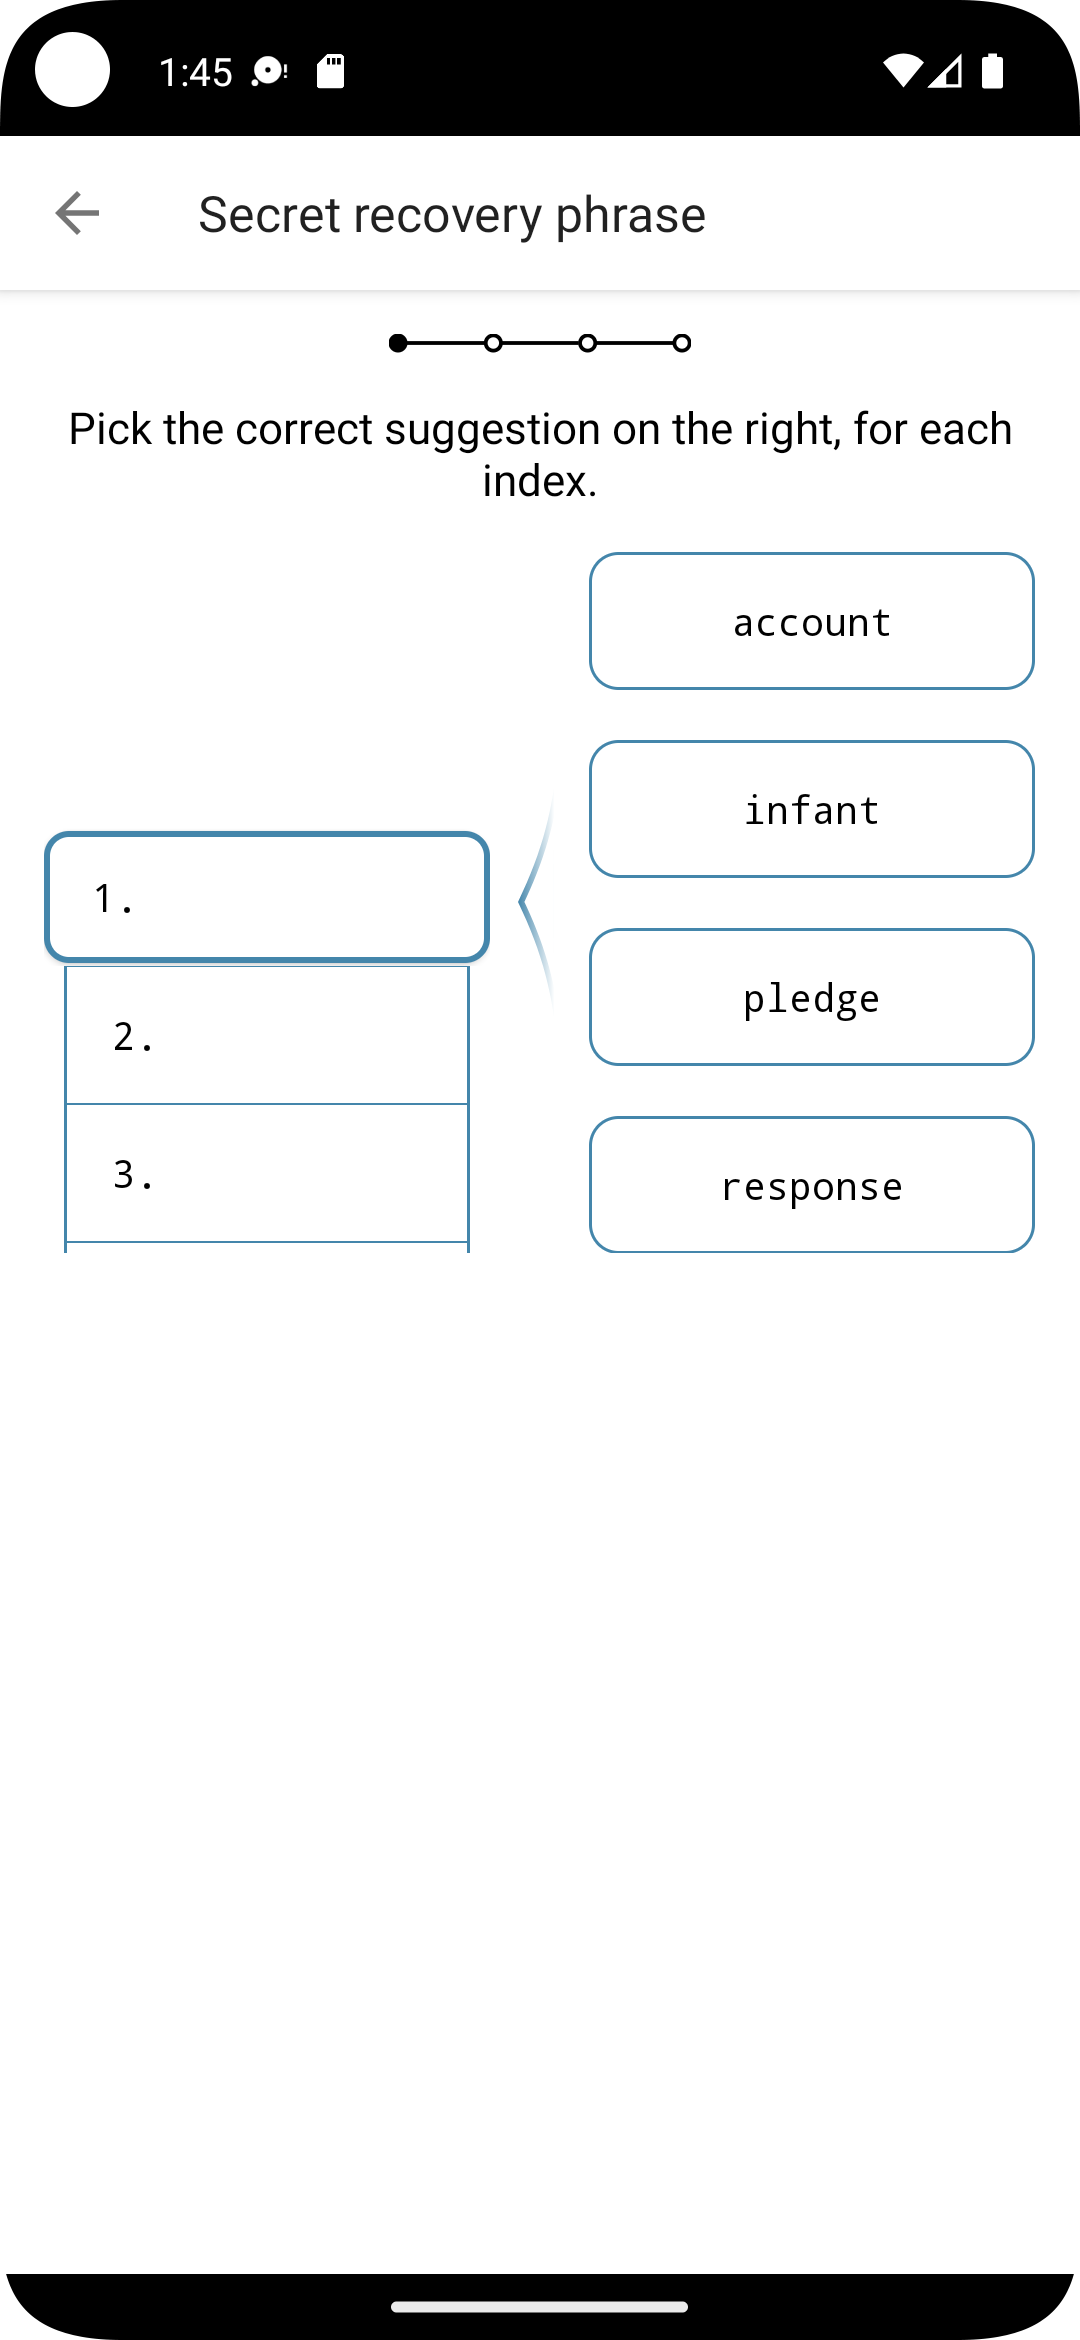 1:45
Secret recovery phrase
Pick the correct suggestion on the right, for each
index.
account
infant
pledge
response
1.
2.
3.